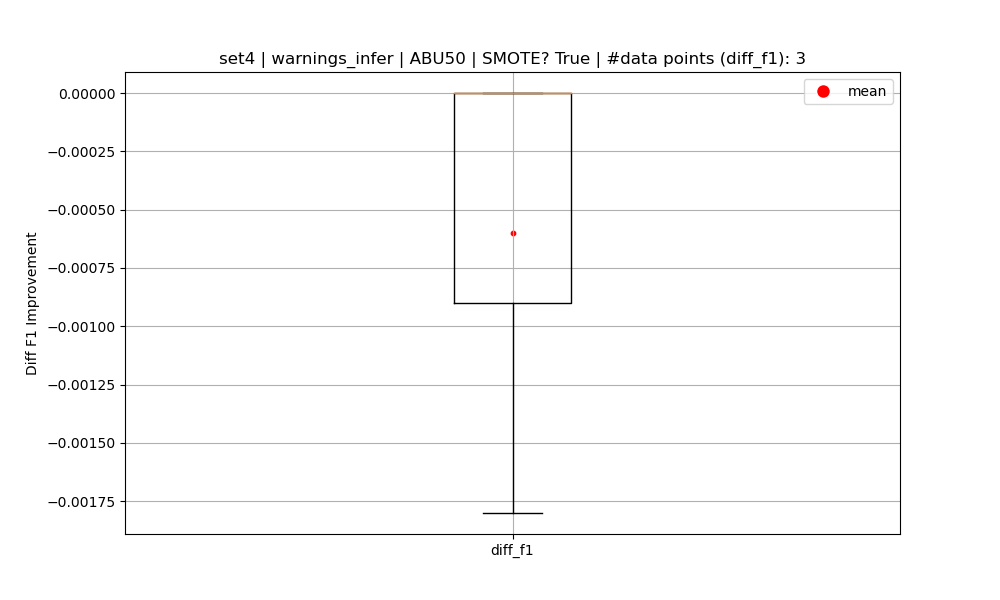 set4 | warnings_infer | ABU50 | SMOTE? True | #data points (diff_f1): 3
mean
0.00000
−0.00025
−0.00050
−0.00075
−0.00100
−0.00125
−0.00150
−0.00175
Diff F1 Improvement
diff_f1